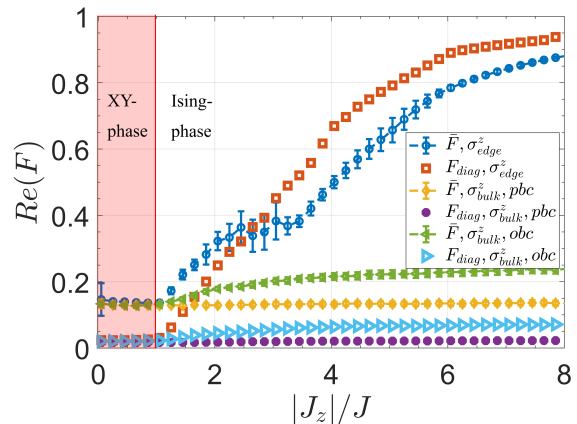 1
0.8
0.6
0.4
0.2
0
Re(F)
XY-
phase
Ising-
phase
F̄, σ^z_edge
F_diag, σ^z_edge
F̄, σ^z_bulk, pbc
F_diag, σ^z_bulk, pbc
F̄, σ^z_bulk, obc
F_diag, σ^z_bulk, obc
0 2 4 6 8
|J_z|/J